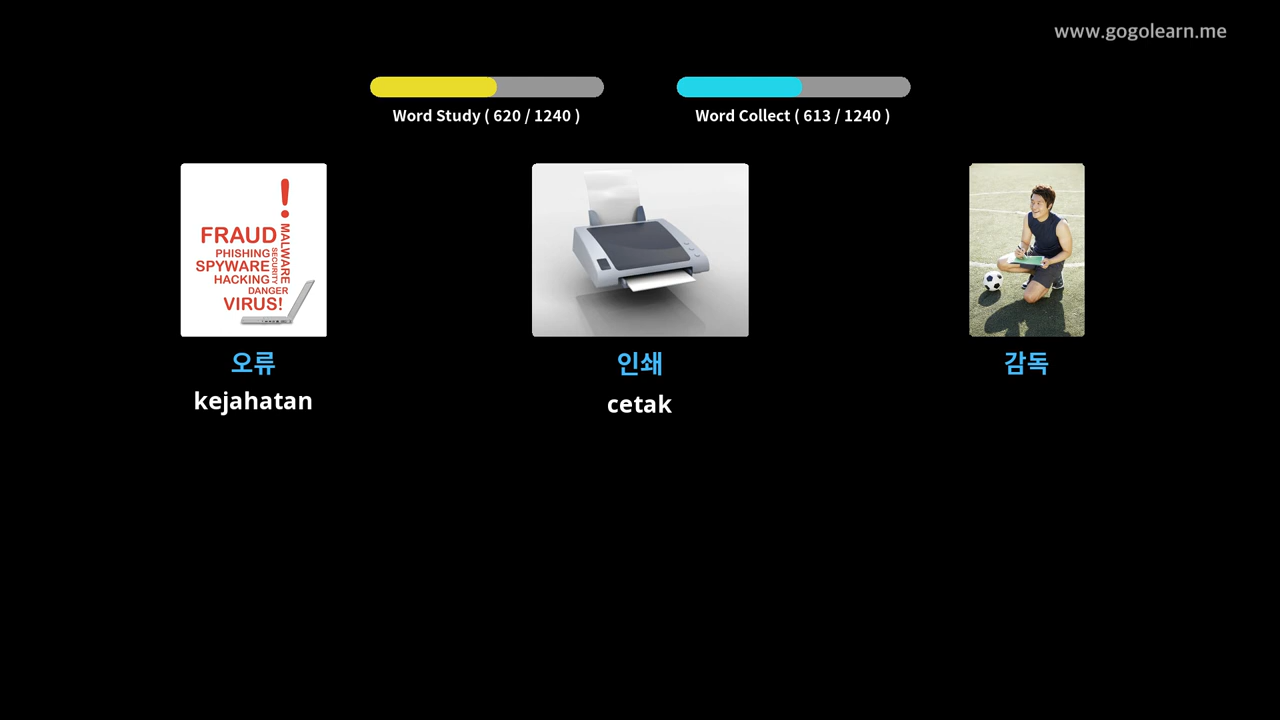 www.gogolearn.me
Word Study ( 620 / 1240 )
Word Collect ( 613 / 1240 )
!
FRAUD
MALWARE
PHISHING
SECURITY
SPYWARE
HACKING
DANGER
VIRUS!
오류
인쇄
감독
kejahatan
cetak